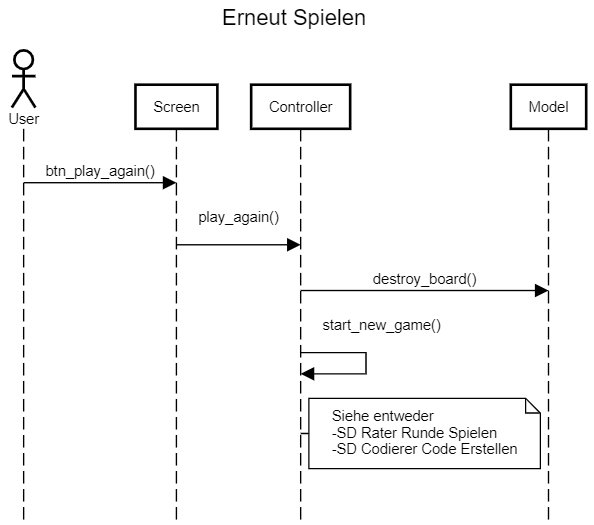 Erneut Spielen
User
Screen
Controller
Model
btn_play_again()
play_again()
destroy_board()
start_new_game()
Siehe entweder
-SD Rater Runde Spielen
-SD Codierer Code Erstellen